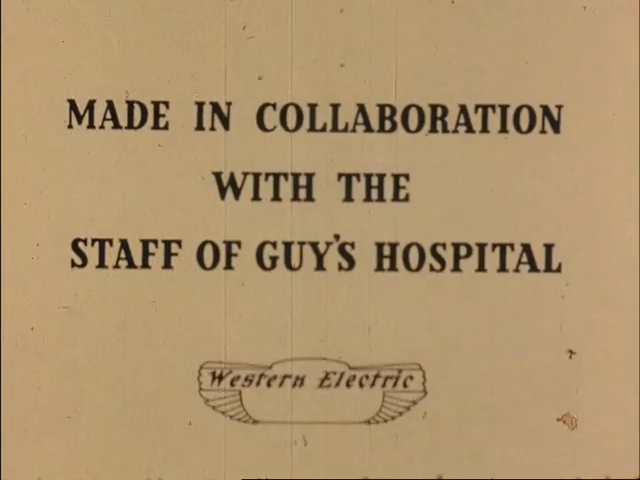 MADE IN COLLABORATION
WITH THE
STAFF OF GUY'S HOSPITAL
Western Electric